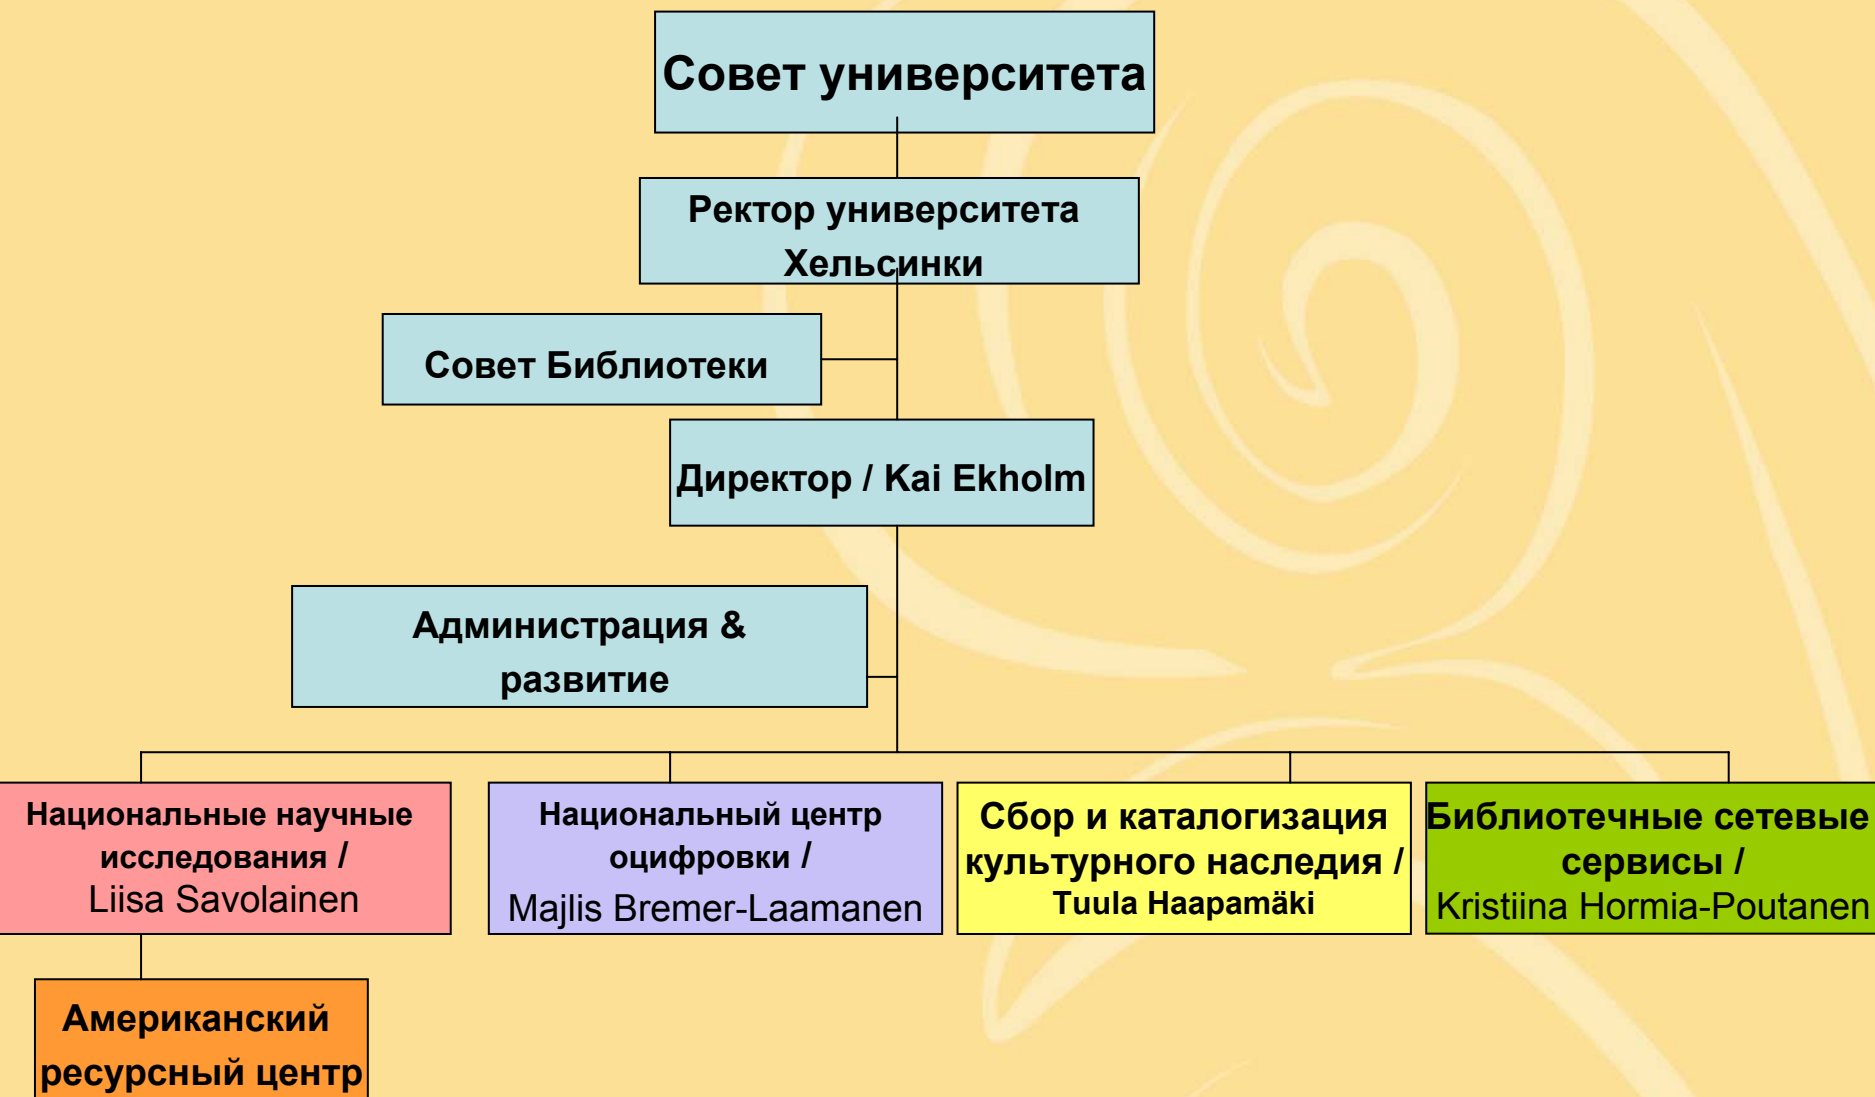 Совет университета
Ректор университета
Хельсинки
Совет Библиотеки
Директор / Kai Ekholm
Администрация &
развитие
Национальные научные
исследования /
Liisa Savolainen
Национальный центр
оцифровки /
Majlis Bremer-Laamanen
Сбор и каталогизация
культурного наследия /
Tuula Haapamäki
Библиотечные сетевые
сервисы /
Kristiina Hormia-Poutanen
Американский
ресурсный центр